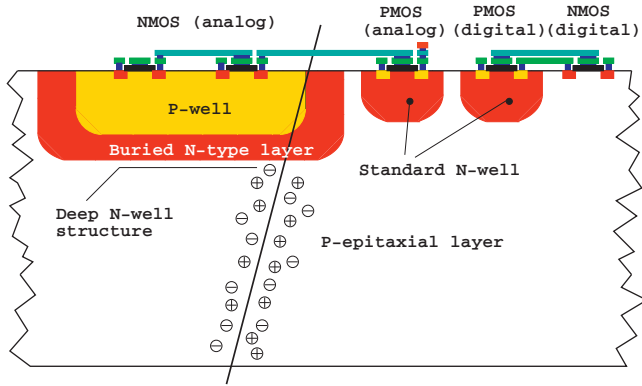 NMOS (analog)
PMOS
(analog)
PMOS
(digital)
NMOS
(digital)
P-well
Buried N-type layer
Standard N-well
Deep N-well
structure
P-epitaxial layer